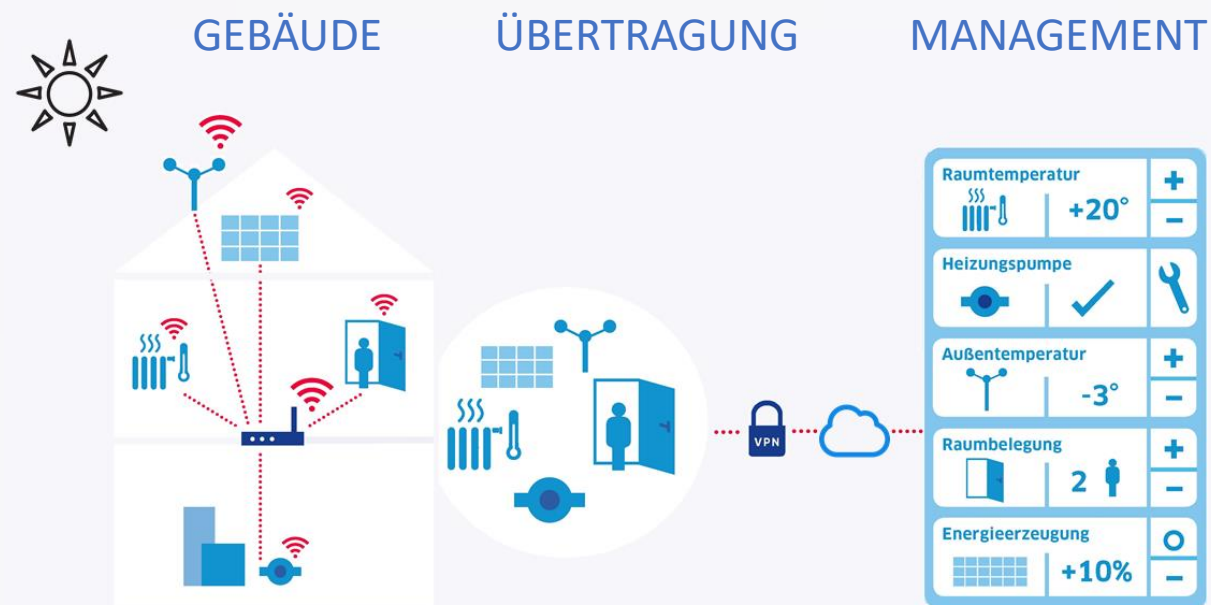 GEBÄUDE
ÜBERTRAGUNG
MANAGEMENT
Raumtemperatur
+20°
+
−
Heizungspumpe
Außentemperatur
-3°
+
−
VPN
Raumbelegung
2
+
−
Energieerzeugung
+10%
−